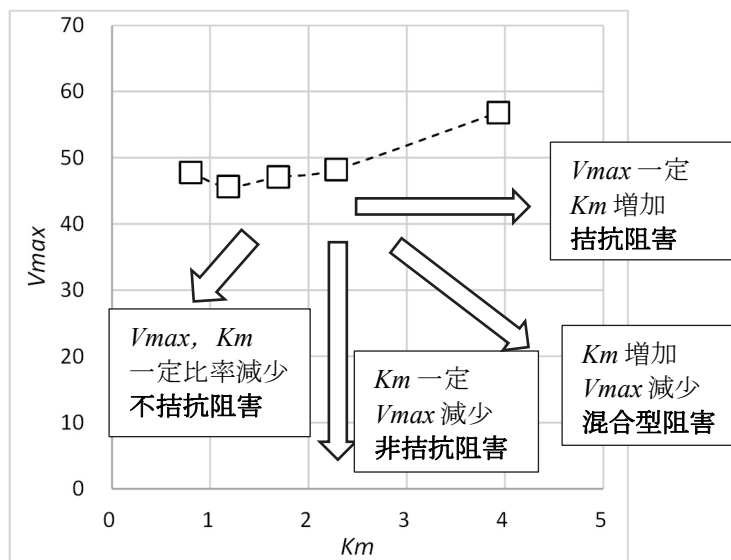 70
60
50
40
30
20
10
0
Vmax
0 1 2 3 4 5
Km
Vmax 一定
Km 増加
拮抗阻害
Vmax, Km
一定比率減少
不拮抗阻害
Km 一定
Vmax 減少
非拮抗阻害
Km 増加
Vmax 減少
混合型阻害